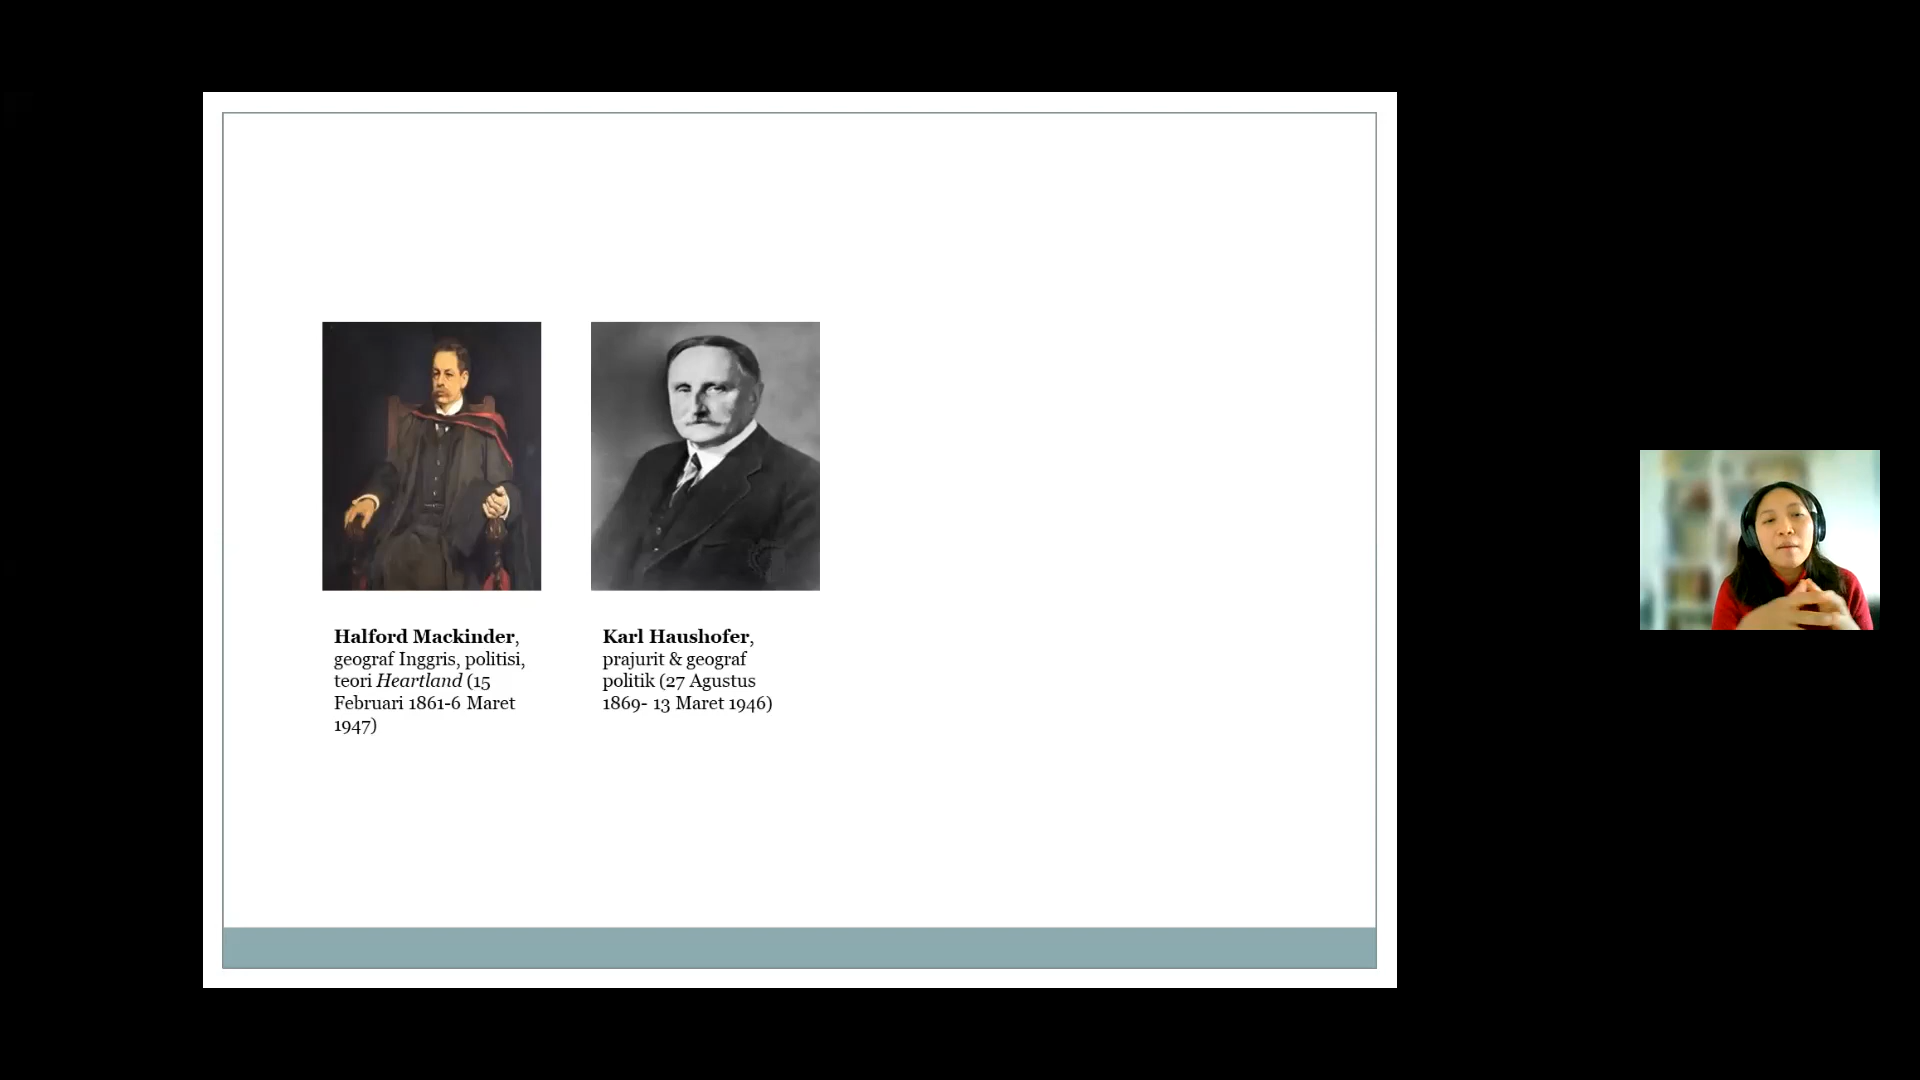 Halford Mackinder,
geograf Inggris, politisi,
teori Heartland (15
Februari 1861-6 Maret
1947)
Karl Haushofer,
prajurit & geograf
politik (27 Agustus
1869- 13 Maret 1946)